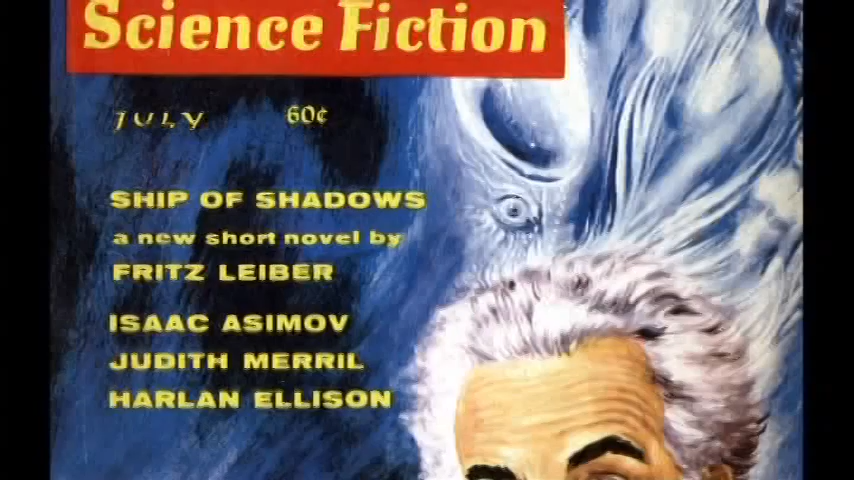 Science Fiction
JULY 60¢
SHIP OF SHADOWS
a new short novel by
FRITZ LEIBER
ISAAC ASIMOV
JUDITH MERRIL
HARLAN ELLISON